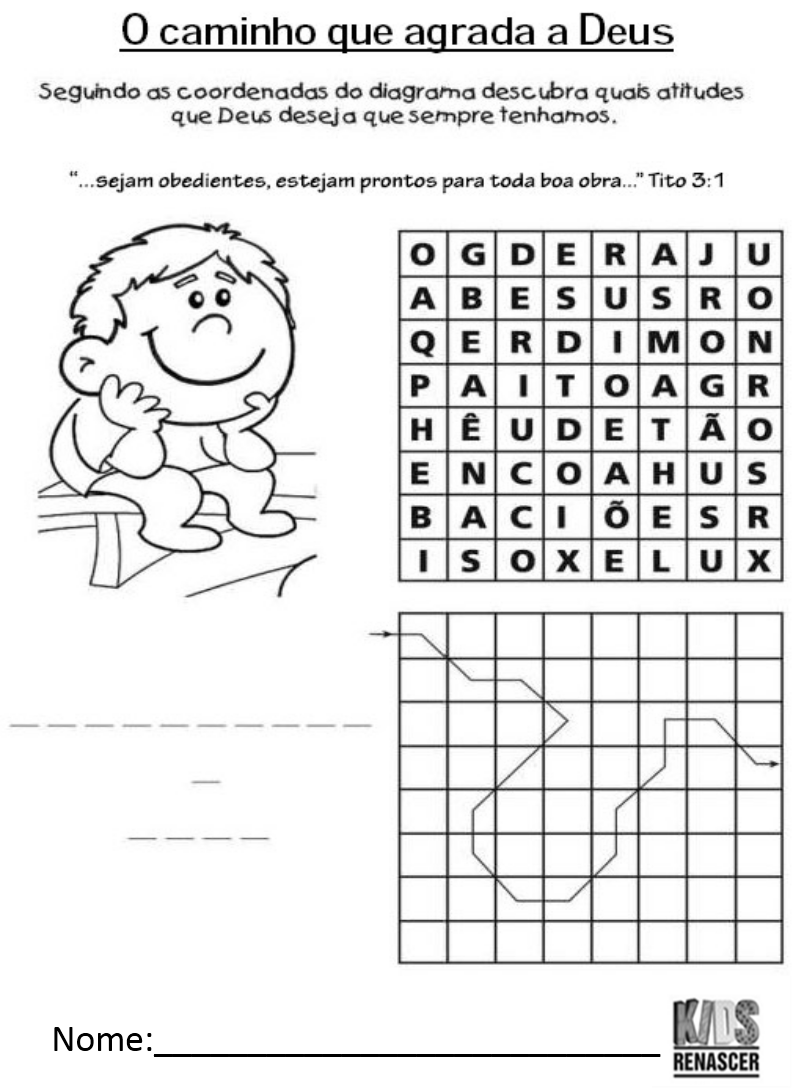 O caminho que agrada a Deus
Seguindo as coordenadas do diagrama descubra quais atitudes
que Deus deseja que sempre tenhamos.
“...sejam obedientes, estejam prontos para toda boa obra...” Tito 3:1
O G D E R A J U
A B E S U S R O
Q E R D I M O N
P A I T O A G R
H Ê U D E T Ã O
E N C O A H U S
B A C I Õ E S R
I S O X E L U X
Nome:
KIDS
RENASCER